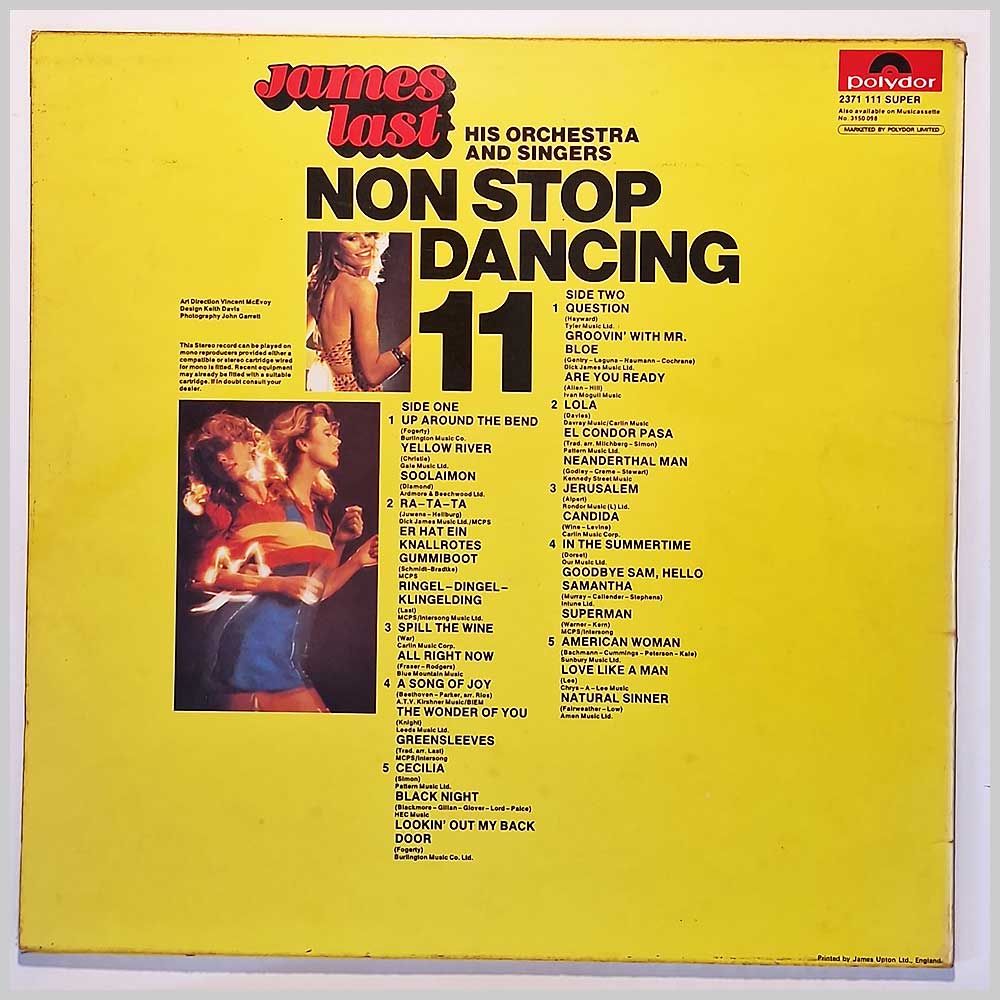 James
last
HIS ORCHESTRA
AND SINGERS
NON STOP
DANCING
11
polydor
2371 111 SUPER
Also available on Musicassette
No. 3150 098
MARKETED BY POLYDOR LIMITED
Art Direction Vincent McEvoy
Design Keith Davis
Photography John Garrett
This Stereo record can be played on
mono reproducers provided either a
compatible or stereo cartridge wired
for mono is fitted. Recent equipment
may already be fitted with a suitable
cartridge. If in doubt consult your
dealer.
SIDE ONE
1 UP AROUND THE BEND
(Fogerty)
Burlington Music Co.
YELLOW RIVER
(Christie)
Gale Music Ltd.
SOOLAIMON
(Diamond)
Ardmore & Beechwood Ltd.
2 RA-TA-TA
(Juwens – Heilburg)
Dick James Music Ltd./MCPS
ER HAT EIN
KNALLROTES
GUMMIBOOT
(Schmidt-Bradtke)
MCPS
RINGEL-DINGEL-
KLINGELDING
(Last)
MCPS/Intersong Music Ltd.
3 SPILL THE WINE
(War)
Carlin Music Corp.
ALL RIGHT NOW
(Fraser – Rodgers)
Blue Mountain Music
4 A SONG OF JOY
(Beethoven – Parker, arr. Rios)
A.T.V. Kirshner Music/BIEM
THE WONDER OF YOU
(Knight)
Leeds Music Ltd.
GREENSLEEVES
(Trad. arr. Last)
MCPS/Intersong
5 CECILIA
(Simon)
Pattern Music Ltd.
BLACK NIGHT
(Blackmore – Gillan – Glover – Lord – Paice)
HEC Music
LOOKIN' OUT MY BACK
DOOR
(Fogerty)
Burlington Music Co. Ltd.
SIDE TWO
1 QUESTION
(Hayward)
Tyler Music Ltd.
GROOVIN' WITH MR.
BLOE
(Gentry – Laguna – Naumann – Cochrane)
Dick James Music Ltd.
ARE YOU READY
(Allen – Hill)
Ivan Mogull Music
2 LOLA
(Davies)
Davray Music/Carlin Music
EL CONDOR PASA
(Trad. arr. Milchberg – Simon)
Pattern Music Ltd.
NEANDERTHAL MAN
(Godley – Creme – Stewart)
Kennedy Street Music
3 JERUSALEM
(Alpert)
Rondor Music (L) Ltd.
CANDIDA
(Wine – Levine)
Carlin Music Corp.
4 IN THE SUMMERTIME
(Dorset)
Our Music Ltd.
GOODBYE SAM, HELLO
SAMANTHA
(Murray – Callender – Stephens)
Intune Ltd.
SUPERMAN
(Warner – Kern)
MCPS/Intersong
5 AMERICAN WOMAN
(Bachmann – Cummings – Peterson – Kale)
Sunbury Music Ltd.
LOVE LIKE A MAN
(Lee)
Chrys – A – Lee Music
NATURAL SINNER
(Fairweather – Low)
Amen Music Ltd.
Printed by James Upton Ltd., England.